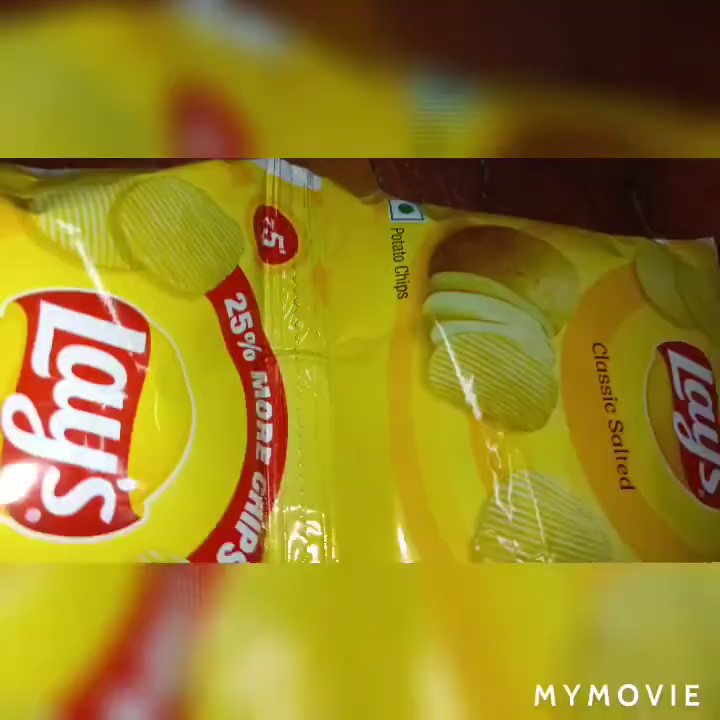 Lay's
25% MORE CHIPS
₹5
Potato Chips
Classic Salted
Lay's
MYMOVIE